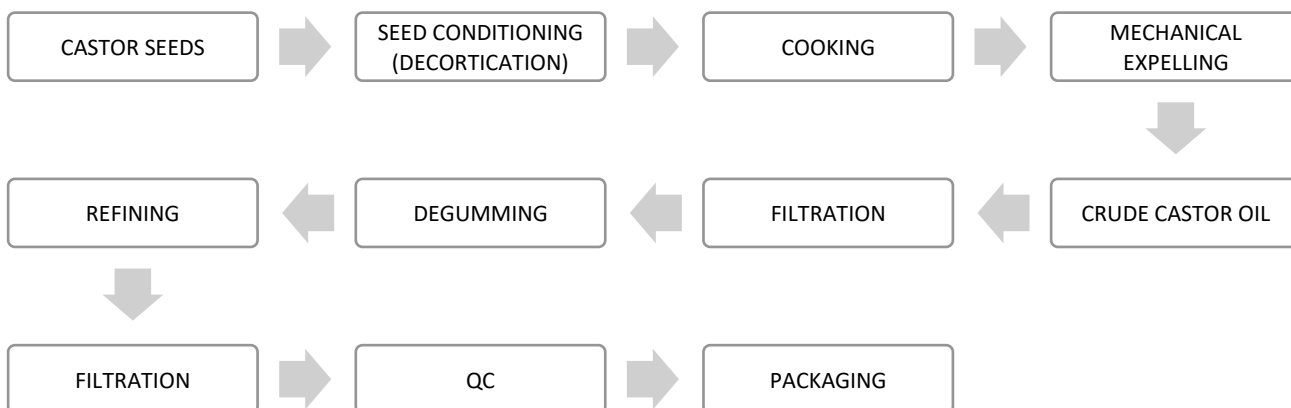 CASTOR SEEDS
SEED CONDITIONING
(DECORTICATION)
COOKING
MECHANICAL
EXPELLING
CRUDE CASTOR OIL
FILTRATION
DEGUMMING
REFINING
FILTRATION
QC
PACKAGING